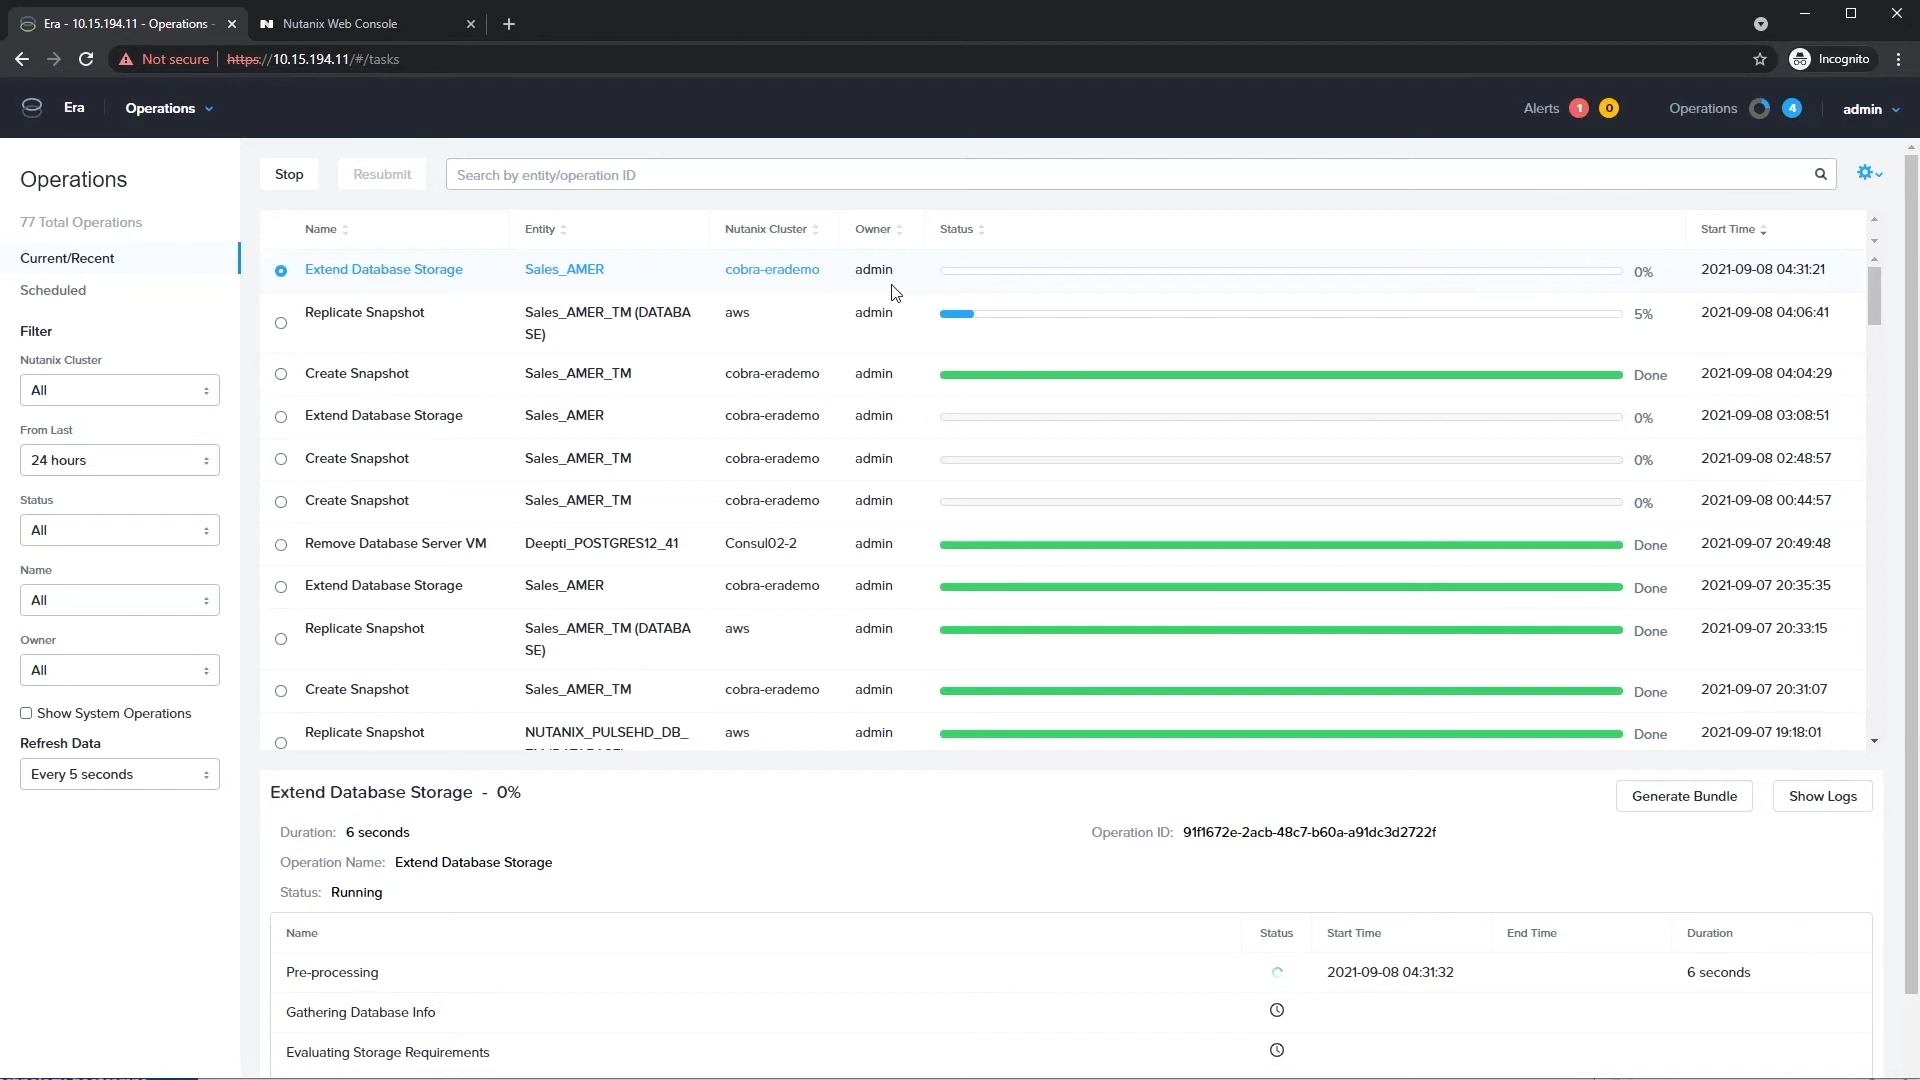 Era - 10.15.194.11 - Operations -
Nutanix Web Console
Not secure
https://10.15.194.11/#/tasks
Incognito
Era
Operations
Alerts 1 0
Operations 4
admin
Operations
77 Total Operations
Current/Recent
Scheduled
Filter
Nutanix Cluster
All
From Last
24 hours
Status
All
Name
All
Owner
All
Show System Operations
Refresh Data
Every 5 seconds
Stop
Resubmit
Search by entity/operation ID
Name Entity Nutanix Cluster Owner Status Start Time
Extend Database Storage Sales_AMER cobra-erademo admin 0% 2021-09-08 04:31:21
Replicate Snapshot Sales_AMER_TM (DATABA aws admin 5% 2021-09-08 04:06:41
SE)
Create Snapshot Sales_AMER_TM cobra-erademo admin Done 2021-09-08 04:04:29
Extend Database Storage Sales_AMER cobra-erademo admin 0% 2021-09-08 03:08:51
Create Snapshot Sales_AMER_TM cobra-erademo admin 0% 2021-09-08 02:48:57
Create Snapshot Sales_AMER_TM cobra-erademo admin 0% 2021-09-08 00:44:57
Remove Database Server VM Deepti_POSTGRES12_41 Consul02-2 admin Done 2021-09-07 20:49:48
Extend Database Storage Sales_AMER cobra-erademo admin Done 2021-09-07 20:35:35
Replicate Snapshot Sales_AMER_TM (DATABA aws admin Done 2021-09-07 20:33:15
SE)
Create Snapshot Sales_AMER_TM cobra-erademo admin Done 2021-09-07 20:31:07
Replicate Snapshot NUTANIX_PULSEHD_DB_ aws admin Done 2021-09-07 19:18:01
Extend Database Storage - 0%
Generate Bundle
Show Logs
Duration: 6 seconds
Operation ID: 91f1672e-2acb-48c7-b60a-a91dc3d2722f
Operation Name: Extend Database Storage
Status: Running
Name Status Start Time End Time Duration
Pre-processing 2021-09-08 04:31:32 6 seconds
Gathering Database Info
Evaluating Storage Requirements